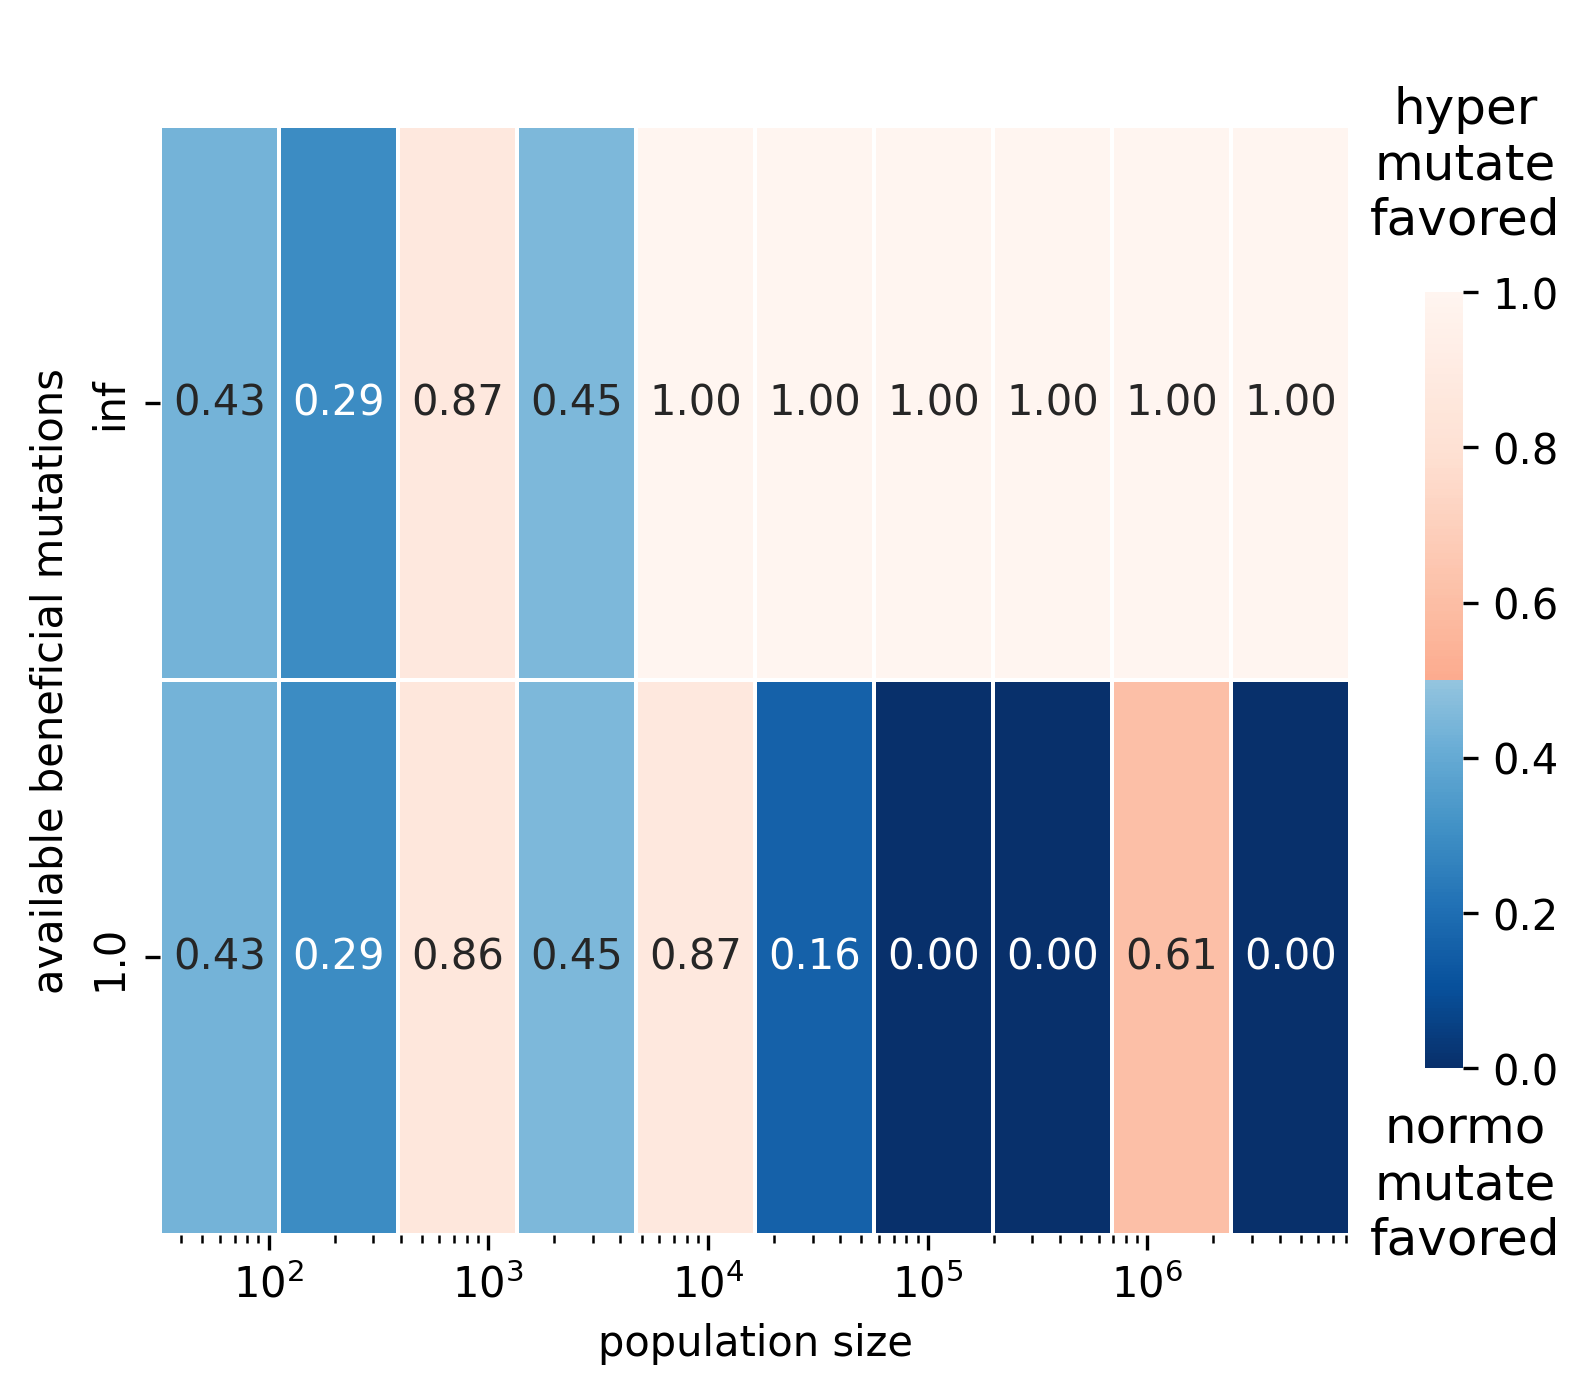 hyper
mutate
favored
available beneficial mutations
inf
0.43 0.29 0.87 0.45 1.00 1.00 1.00 1.00 1.00 1.00
1.0
0.43 0.29 0.86 0.45 0.87 0.16 0.00 0.00 0.61 0.00
1.0
0.8
0.6
0.4
0.2
0.0
normo
mutate
favored
10² 10³ 10⁴ 10⁵ 10⁶
population size